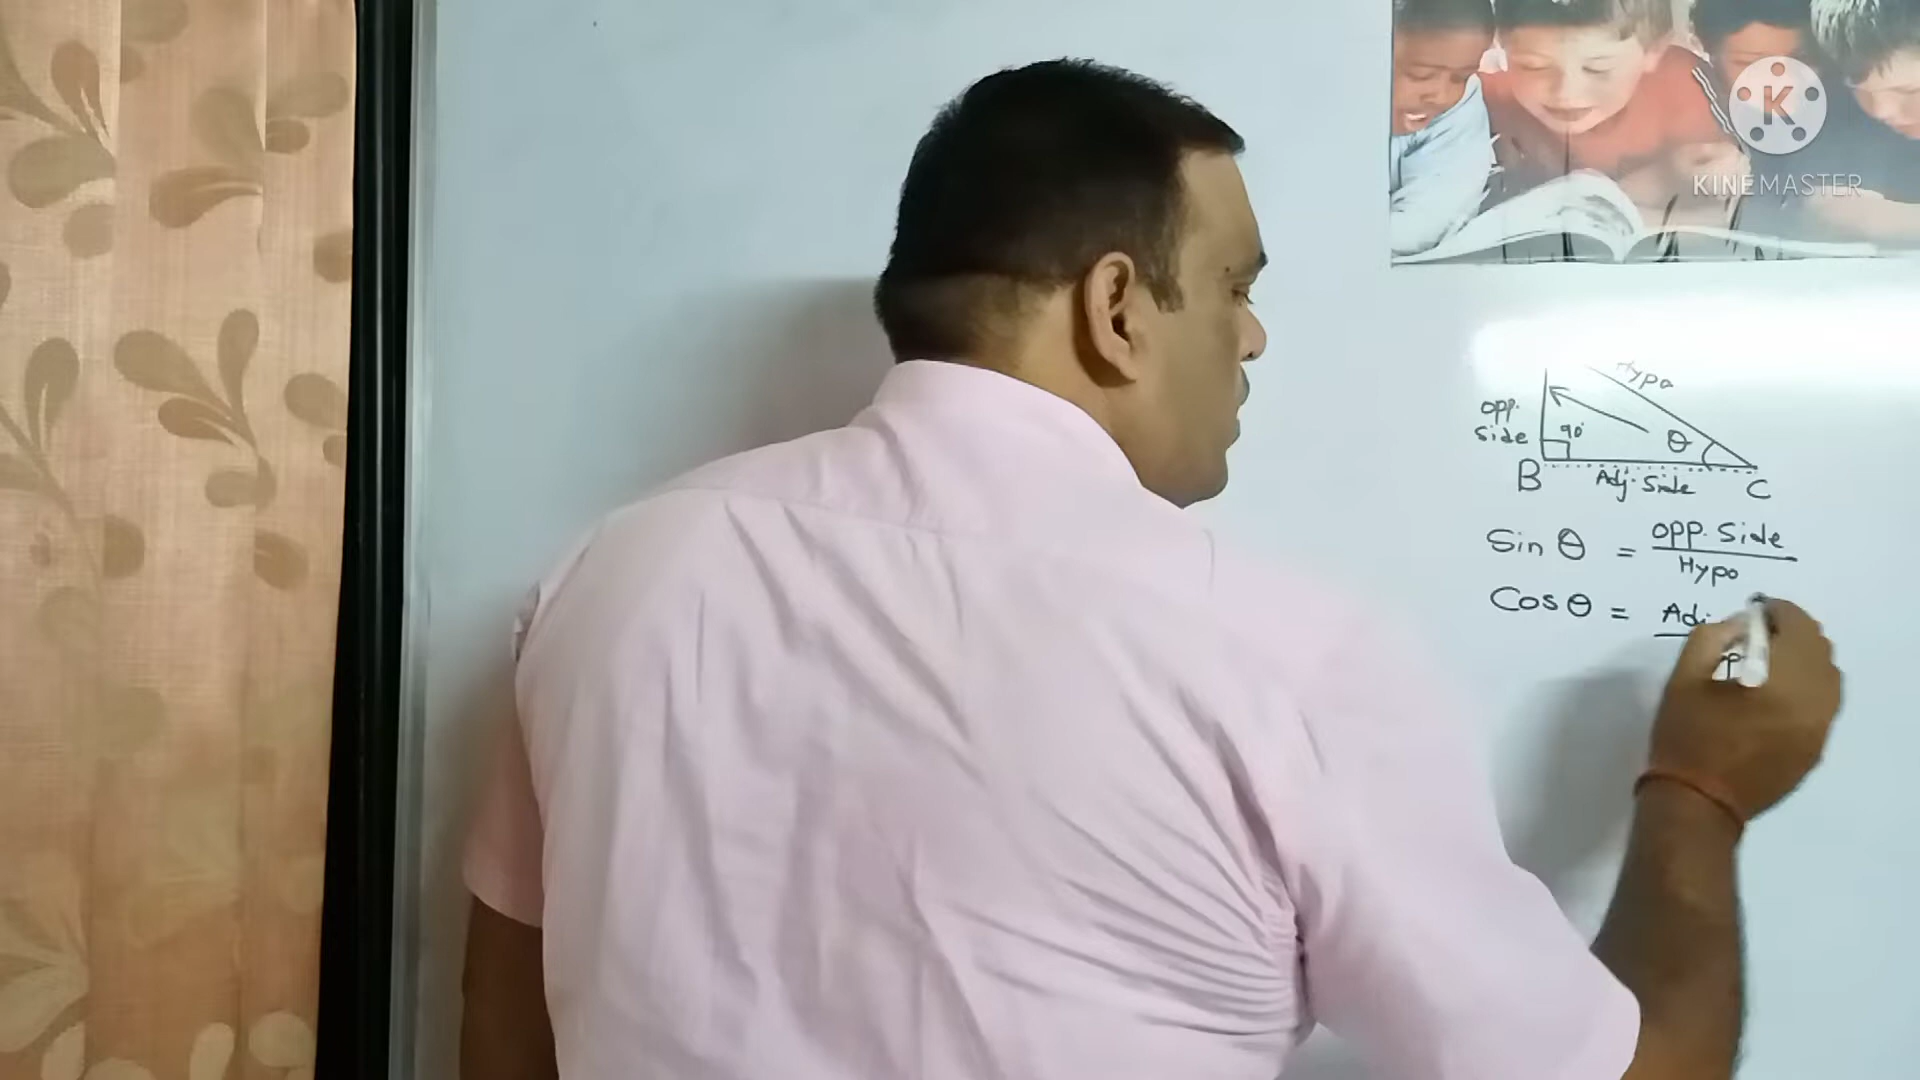 K
KINEMASTER
Hypo
opp.
side
90°
θ
B
Adj. Side
C
Sin θ = opp. Side
Hypo
Cos θ = Adj.